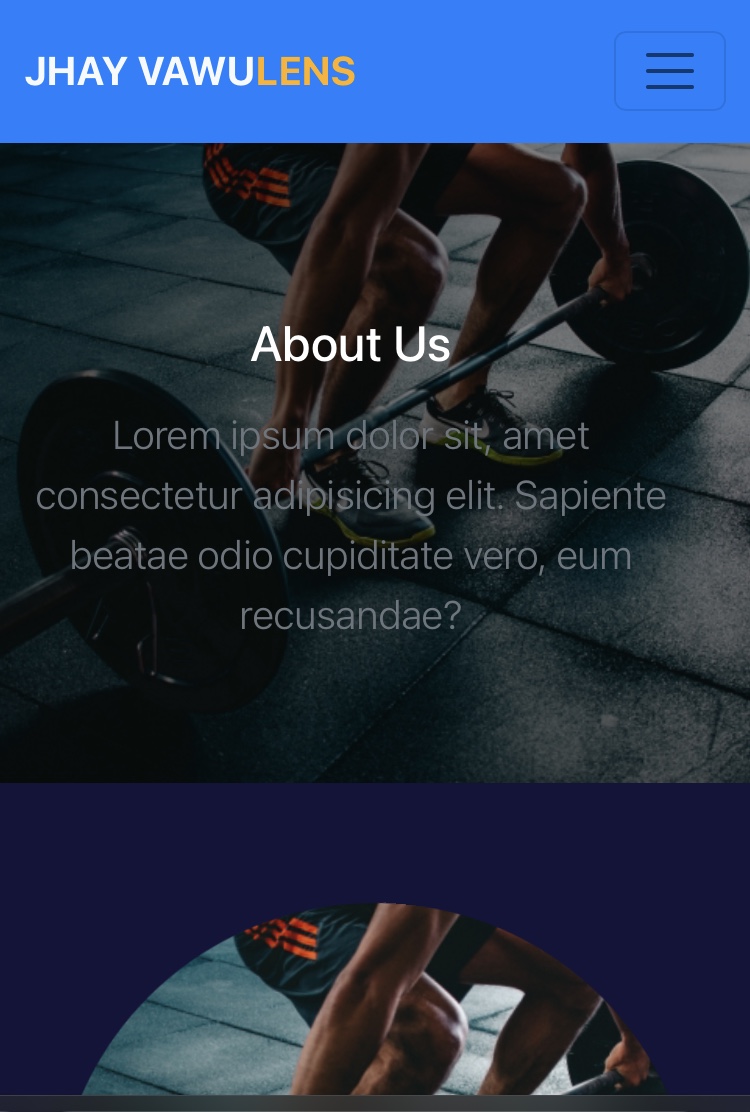 JHAY VAWULENS
About Us
Lorem ipsum dolor sit, amet
consectetur adipisicing elit. Sapiente
beatae odio cupiditate vero, eum
recusandae?